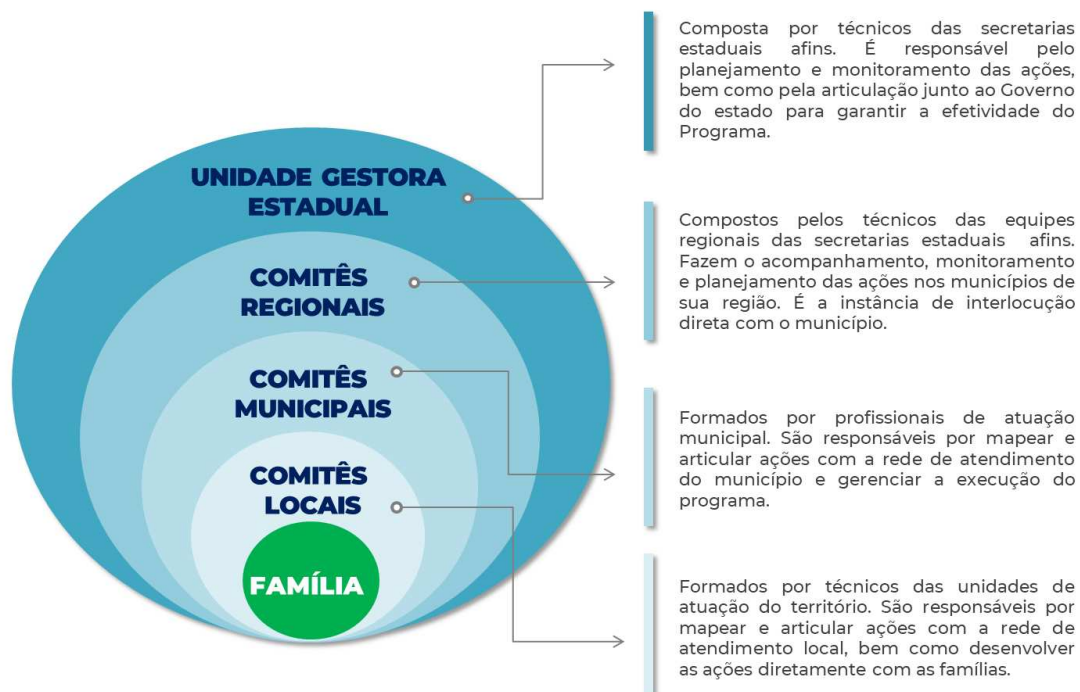 UNIDADE GESTORA
ESTADUAL
Composta por técnicos das secretarias
estaduais afins. É responsável pelo
planejamento e monitoramento das ações,
bem como pela articulação junto ao Governo
do estado para garantir a efetividade do
Programa.
COMITÊS
REGIONAIS
Compostos pelos técnicos das equipes
regionais das secretarias estaduais afins.
Fazem o acompanhamento, monitoramento
e planejamento das ações nos municípios de
sua região. É a instância de interlocução
direta com o município.
COMITÊS
MUNICIPAIS
Formados por profissionais de atuação
municipal. São responsáveis por mapear e
articular ações com a rede de atendimento
do município e gerenciar a execução do
programa.
COMITÊS
LOCAIS
Formados por técnicos das unidades de
atuação do território. São responsáveis por
mapear e articular ações com a rede de
atendimento local, bem como desenvolver
as ações diretamente com as famílias.
FAMÍLIA